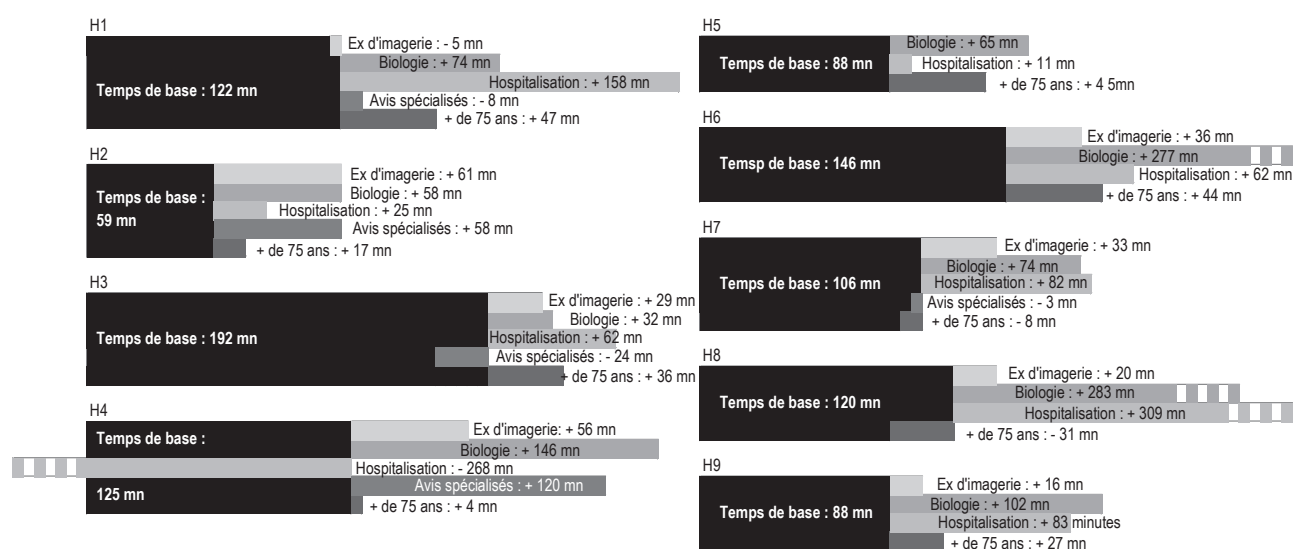 H1
Ex d'imagerie : - 5 mn
Biologie : + 74 mn
Hospitalisation : + 158 mn
Temps de base : 122 mn
Avis spécialisés : - 8 mn
+ de 75 ans : + 47 mn
H2
Ex d'imagerie : + 61 mn
Temps de base :
59 mn
Biologie : + 58 mn
Hospitalisation : + 25 mn
Avis spécialisés : + 58 mn
+ de 75 ans : + 17 mn
H3
Ex d'imagerie : + 29 mn
Biologie : + 32 mn
Temps de base : 192 mn
Hospitalisation : + 62 mn
Avis spécialisés : - 24 mn
+ de 75 ans : + 36 mn
H4
Ex d'imagerie: + 56 mn
Temps de base :
125 mn
Biologie : + 146 mn
Hospitalisation : - 268 mn
Avis spécialisés : + 120 mn
+ de 75 ans : + 4 mn
H5
Biologie : + 65 mn
Temps de base : 88 mn
Hospitalisation : + 11 mn
+ de 75 ans : + 4 5mn
H6
Ex d'imagerie : + 36 mn
Biologie : + 277 mn
Temsp de base : 146 mn
Hospitalisation : + 62 mn
+ de 75 ans : + 44 mn
H7
Ex d'imagerie : + 33 mn
Biologie : + 74 mn
Temps de base : 106 mn
Hospitalisation : + 82 mn
Avis spécialisés : - 3 mn
+ de 75 ans : - 8 mn
H8
Ex d'imagerie : + 20 mn
Biologie : + 283 mn
Temps de base : 120 mn
Hospitalisation : + 309 mn
+ de 75 ans : - 31 mn
H9
Ex d'imagerie : + 16 mn
Biologie : + 102 mn
Temps de base : 88 mn
Hospitalisation : + 83 minutes
+ de 75 ans : + 27 mn